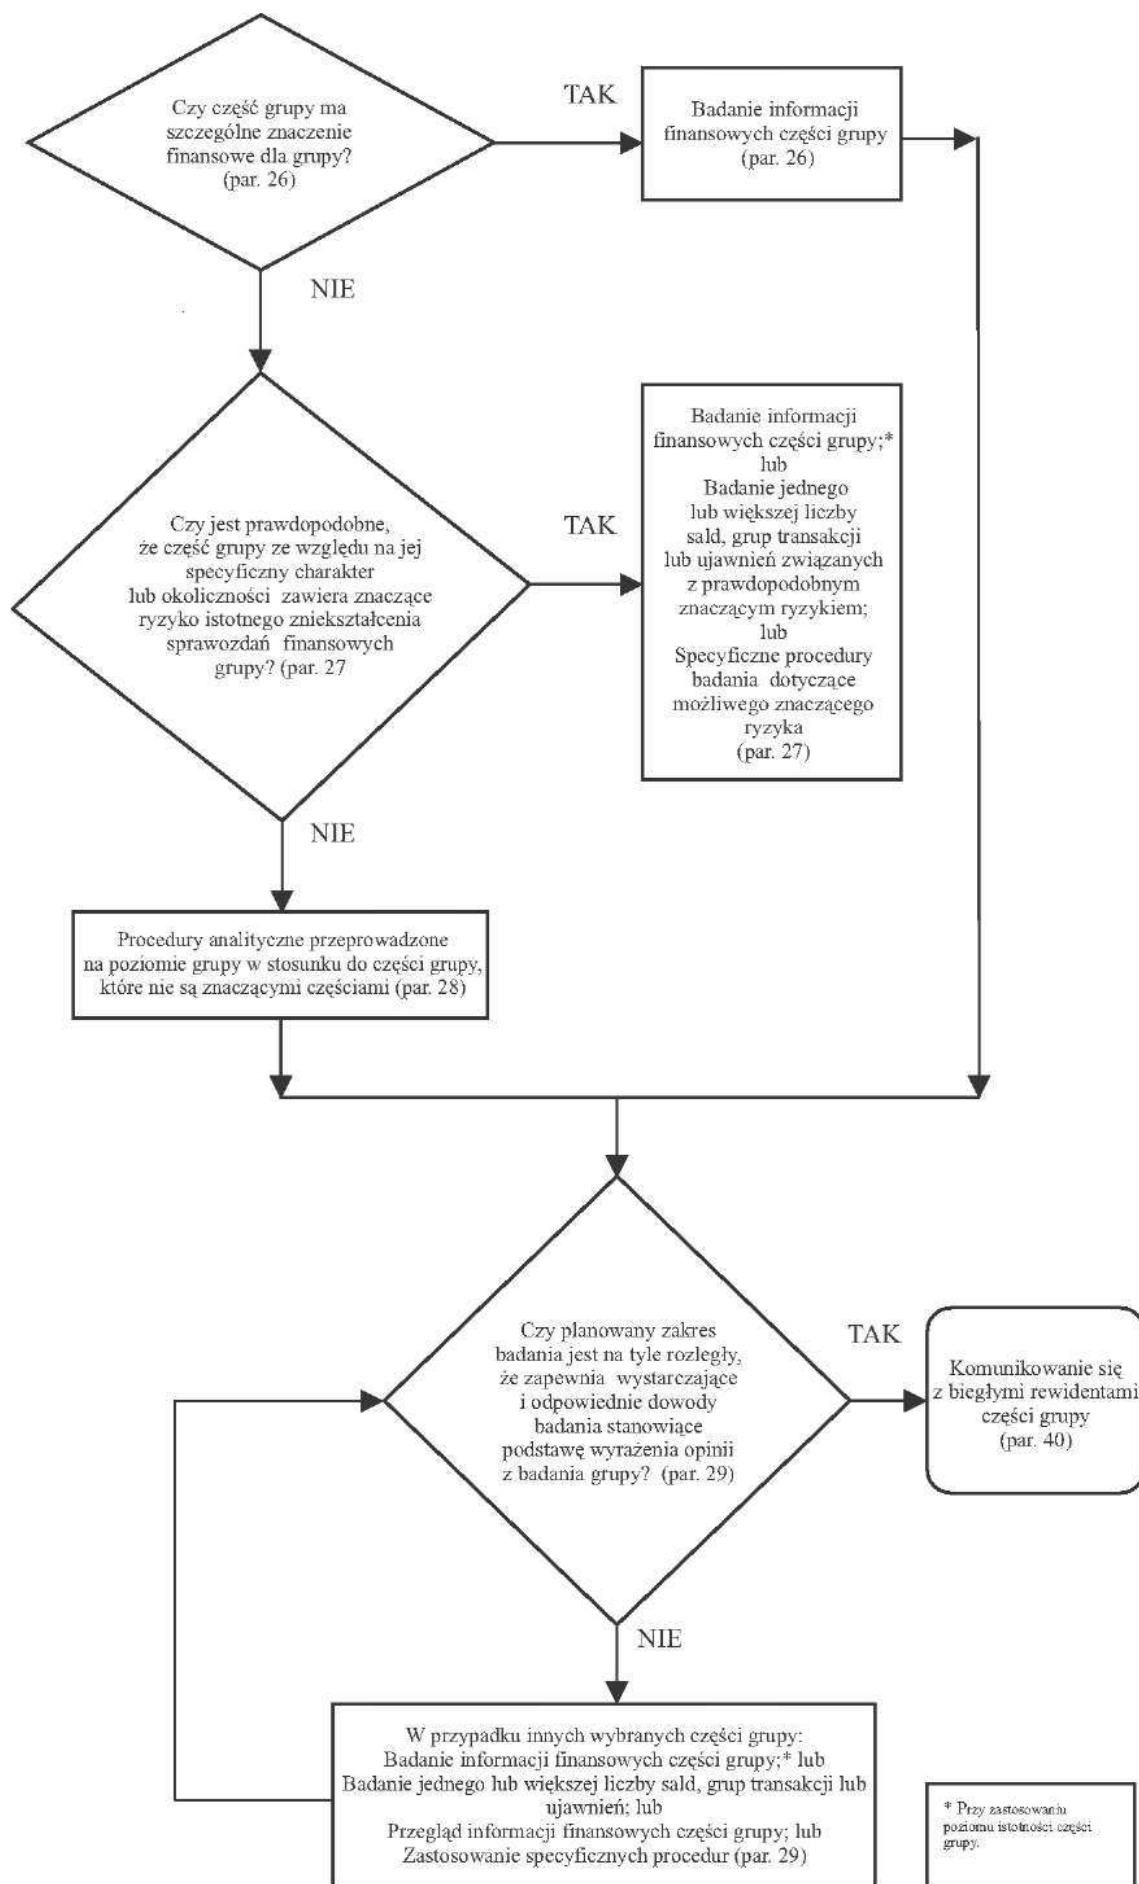 Czy część grupy ma
szczególne znaczenie
finansowe dla grupy?
(par. 26)
TAK
Badanie informacji
finansowych części grupy
(par. 26)
NIE
Czy jest prawdopodobne,
że część grupy ze względu na jej
specyficzny charakter
lub okoliczności zawiera znaczące
ryzyko istotnego zniekształcenia
sprawozdań finansowych
grupy? (par. 27
TAK
Badanie informacji
finansowych części grupy;*
lub
Badanie jednego
lub większej liczby
sald, grup transakcji
lub ujawnień związanych
z prawdopodobnym
znaczącym ryzykiem;
lub
Specyficzne procedury
badania dotyczące
możliwego znaczącego
ryzyka
(par. 27)
NIE
Procedury analityczne przeprowadzone
na poziomie grupy w stosunku do części grupy,
które nie są znaczącymi częściami (par. 28)
Czy planowany zakres
badania jest na tyle rozległy,
że zapewnia wystarczające
i odpowiednie dowody
badania stanowiące
podstawę wyrażenia opinii
z badania grupy? (par. 29)
TAK
Komunikowanie się
z biegłymi rewidentami
części grupy
(par. 40)
NIE
W przypadku innych wybranych części grupy:
Badanie informacji finansowych części grupy;* lub
Badanie jednego lub większej liczby sald, grup transakcji lub
ujawnień; lub
Przegląd informacji finansowych części grupy; lub
Zastosowanie specyficznych procedur (par. 29)
* Przy zastosowaniu
poziomu istotności części
grupy.